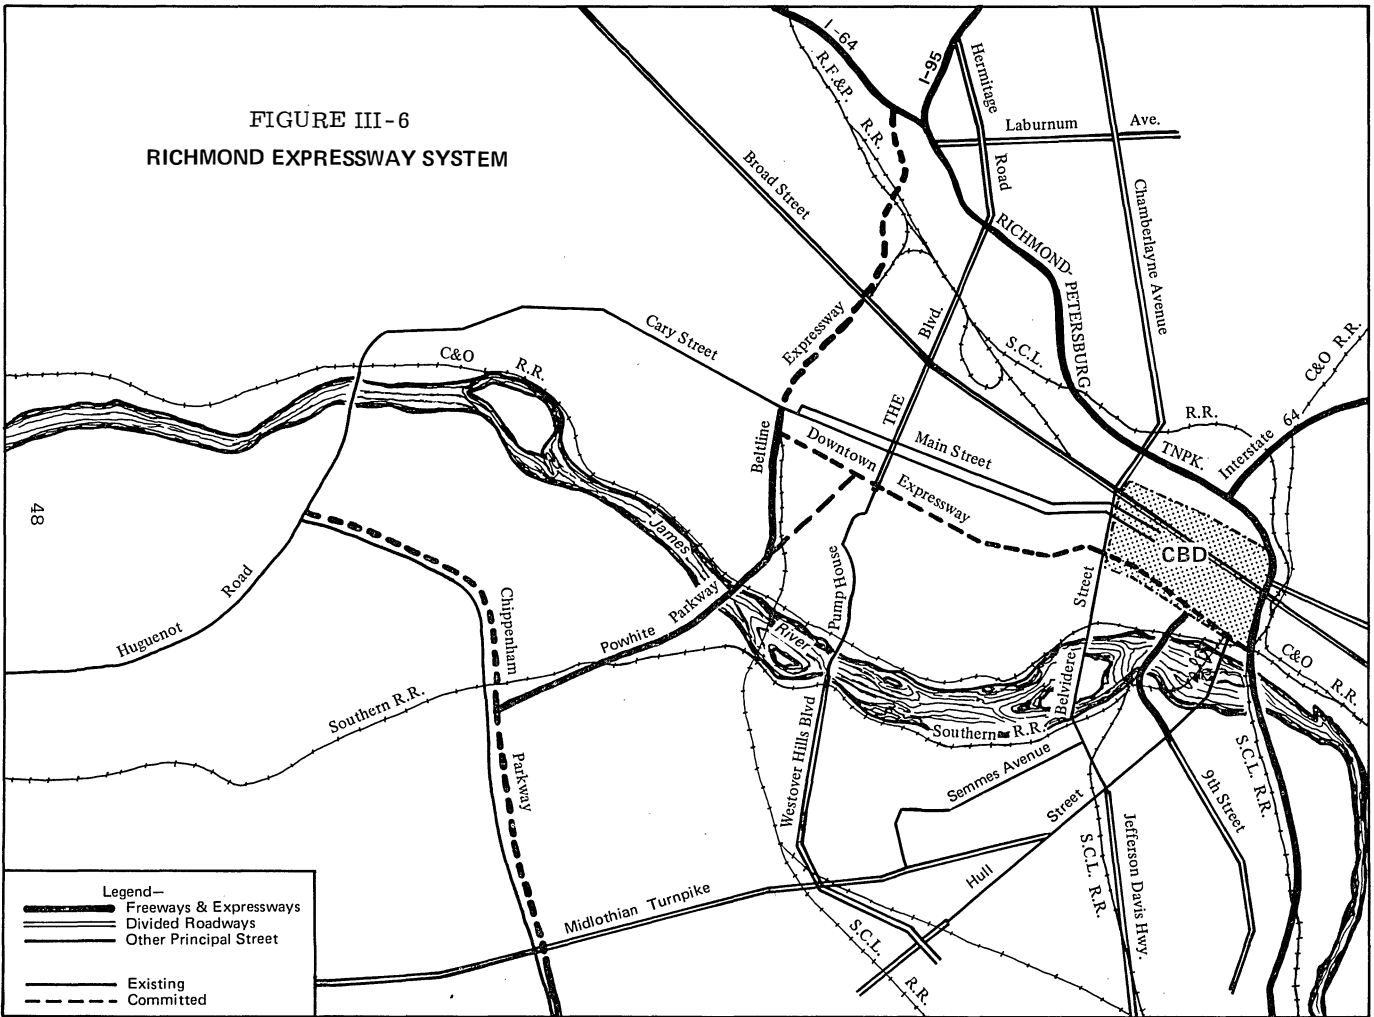 FIGURE III-6
RICHMOND EXPRESSWAY SYSTEM
I-64
I-95
R.F.&P.
R.R.
Hermitage
Road
Laburnum Ave.
Broad Street
Chamberlayne Avenue
RICHMOND-
PETERSBURG
TNPK.
Expressway
Beltline
THE
Blvd.
S.C.L.
R.R.
C&O R.R.
Interstate 64
Cary Street
C&O
R.R.
Main Street
Downtown
Expressway
CBD
48
James
River
Pump House
Street
Belvidere
Huguenot
Road
Chippenham
Parkway
Powhite
Parkway
Southern R.R.
Southern R.R.
C&O
R.R.
Westover Hills Blvd
Semmes Avenue
Hull
Street
9th Street
S.C.L. R.R.
S.C.L. R.R.
Jefferson Davis Hwy.
Midlothian Turnpike
S.C.L.
R.R.
Legend—
Freeways & Expressways
Divided Roadways
Other Principal Street
Existing
Committed